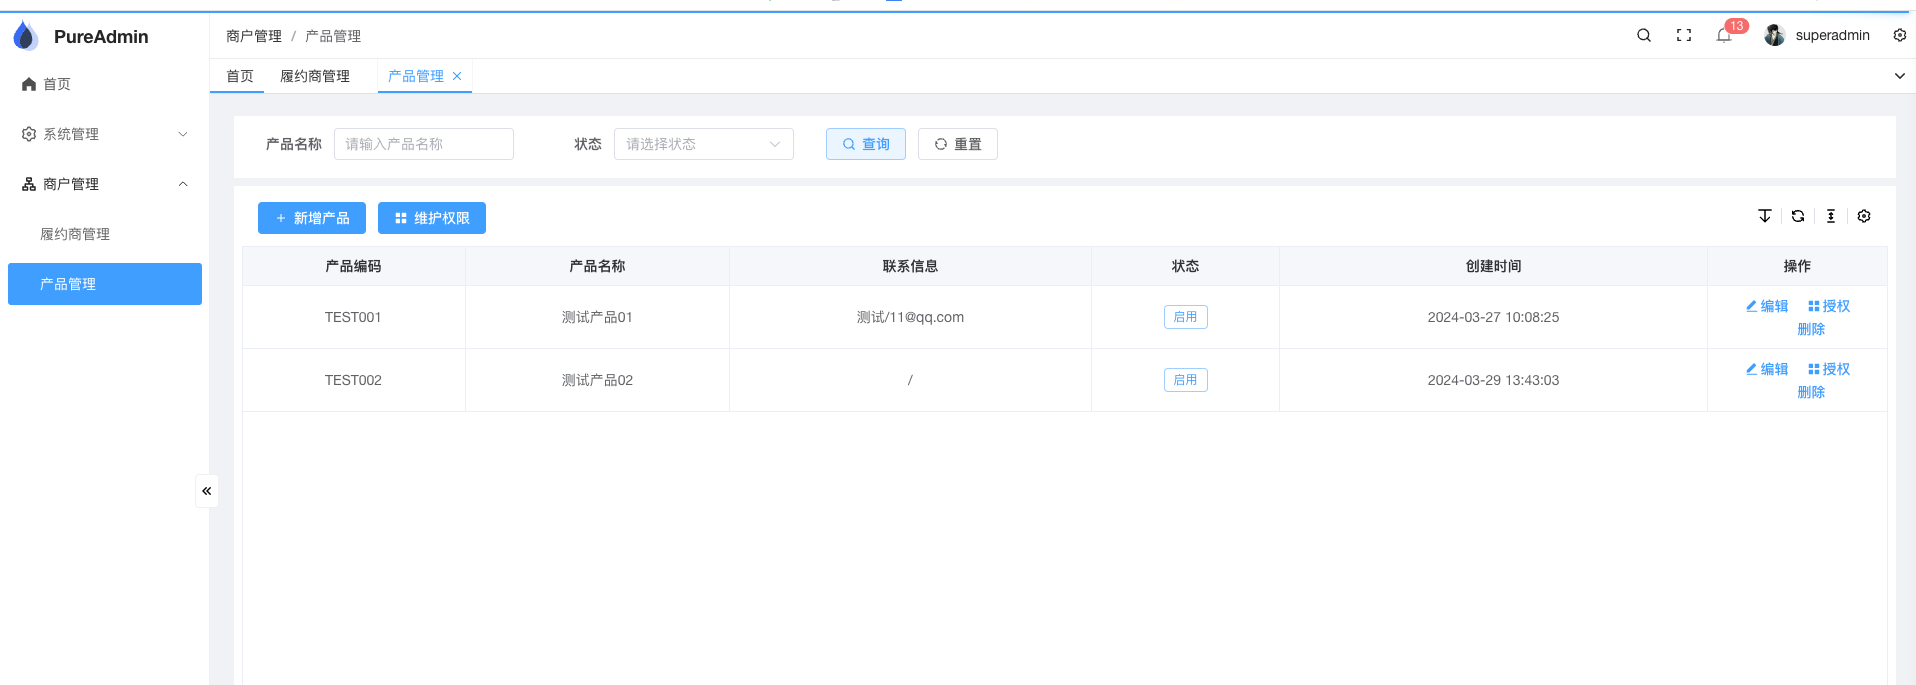 PureAdmin
首页
系统管理
商户管理
履约商管理
产品管理
商户管理 / 产品管理
13
superadmin
首页 履约商管理 产品管理
产品名称 请输入产品名称 状态 请选择状态 查询 重置
新增产品 维护权限
产品编码 产品名称 联系信息 状态 创建时间 操作
TEST001 测试产品01 测试/11@qq.com 启用 2024-03-27 10:08:25 编辑 授权
删除
TEST002 测试产品02 / 启用 2024-03-29 13:43:03 编辑 授权
删除